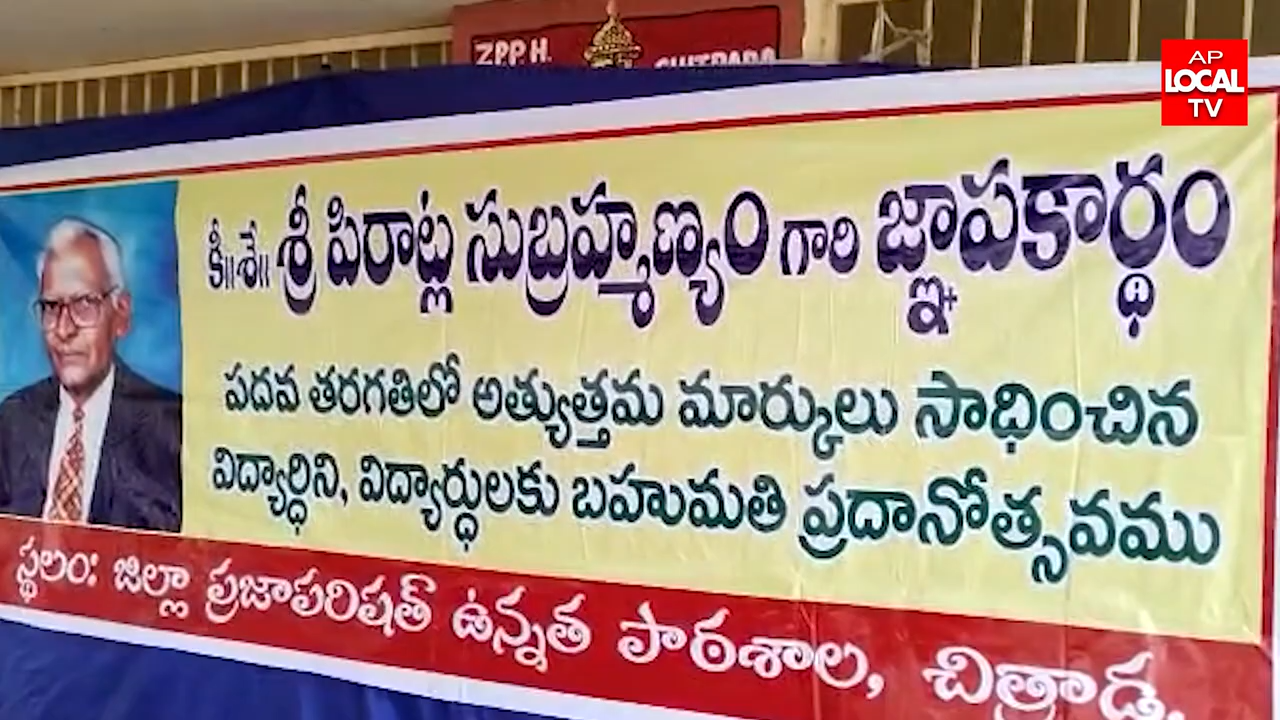 ZPP. H.
AP
LOCAL
TV
కీ॥శే॥ శ్రీ పిరాట్ల సుబ్రహ్మణ్యం గారి జ్ఞాపకార్థం
పదవ తరగతిలో అత్యుత్తమ మార్కులు సాధించిన
విద్యార్థిని, విద్యార్థులకు బహుమతి ప్రదానోత్సవము
స్థలం: జిల్లా ప్రజాపరిషత్ ఉన్నత పాఠశాల, చిత్రాడ.